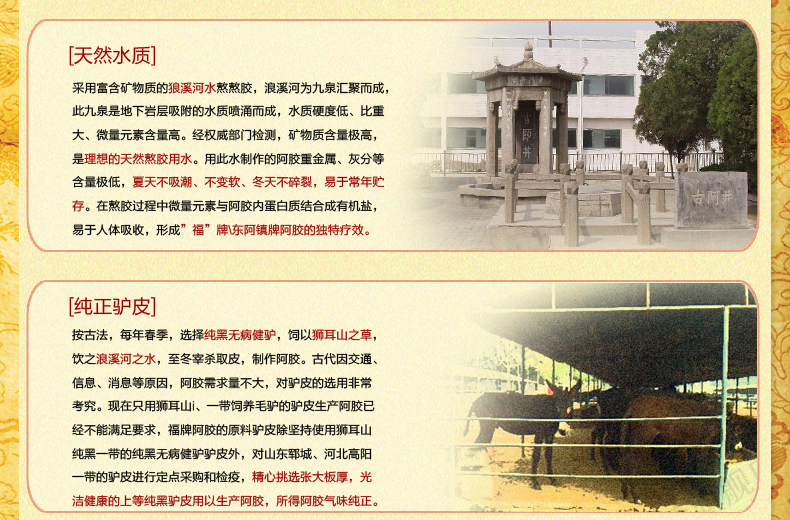 [天然水质]
采用富含矿物质的狼溪河水熬熬胶，浪溪河为九泉汇聚而成，
此九泉是地下岩层吸附的水质喷涌而成，水质硬度低、比重
大、微量元素含量高。经权威部门检测，矿物质含量极高，
是理想的天然熬胶用水。用此水制作的阿胶重金属、灰分等
含量极低，夏天不吸潮、不变软、冬天不碎裂，易于常年贮
存。在熬胶过程中微量元素与阿胶内蛋白质结合成有机盐，
易于人体吸收，形成”福”牌\东阿镇牌阿胶的独特疗效。
古阿井
[纯正驴皮]
按古法，每年春季，选择纯黑无病健驴，饲以狮耳山之草，
饮之浪溪河之水，至冬宰杀取皮，制作阿胶。古代因交通、
信息、消息等原因，阿胶需求量不大，对驴皮的选用非常
考究。现在只用狮耳山i、一带饲养毛驴的驴皮生产阿胶已
经不能满足要求，福牌阿胶的原料驴皮除坚持使用狮耳山
纯黑一带的纯黑无病健驴驴皮外，对山东郓城、河北高阳
一带的驴皮进行定点采购和检疫，精心挑选张大板厚，光
洁健康的上等纯黑驴皮用以生产阿胶，所得阿胶气味纯正。